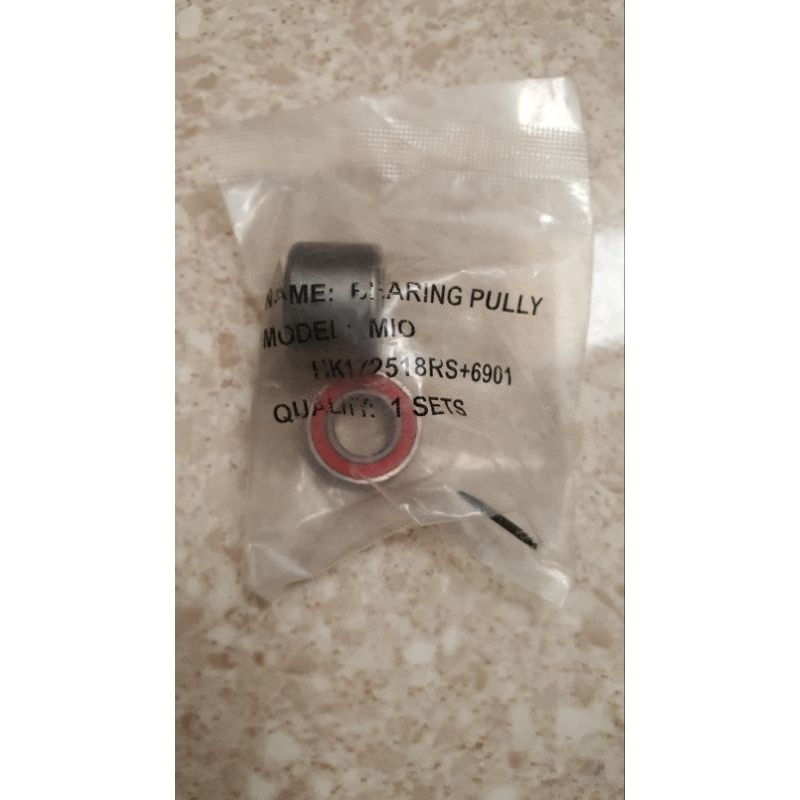 NAME: BEARING PULLY
MODEL: MIO
HK172518RS+6901
QUALITY: 1 SETS